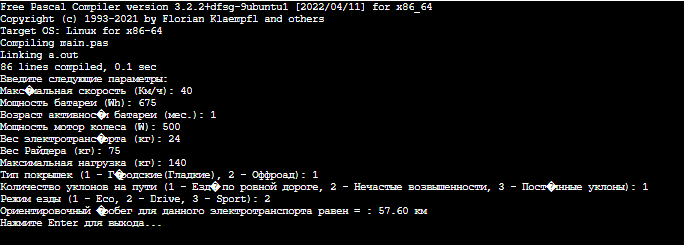 Free Pascal Compiler version 3.2.2+dfsg-9ubuntu1 [2022/04/11] for x86_64
Copyright (c) 1993-2021 by Florian Klaempfl and others
Target OS: Linux for x86-64
Compiling main.pas
Linking a.out
86 lines compiled, 0.1 sec
Введите следующие параметры:
Макс�мальная скорость (Км/ч): 40
Мощность батареи (Wh): 675
Возраст активнос�и батареи (мес.): 1
Мощность мотор колеса (W): 500
Вес электротранс�орта (кг): 24
Вес Райдера (кг): 75
Максимальная нагрузка (кг): 140
Тип покрышек (1 - Г�родские(Гладкие), 2 - Оффроад): 1
Количество уклонов на пути (1 - Езд�по ровной дороге, 2 - Нечастые возвышенности, 3 - Пост�янные уклоны): 1
Режим езды (1 - Eco, 2 - Drive, 3 - Sport): 2
Ориентировочный �робег для данного электротранспорта равен = : 57.60 км
Нажмите Enter для выхода...